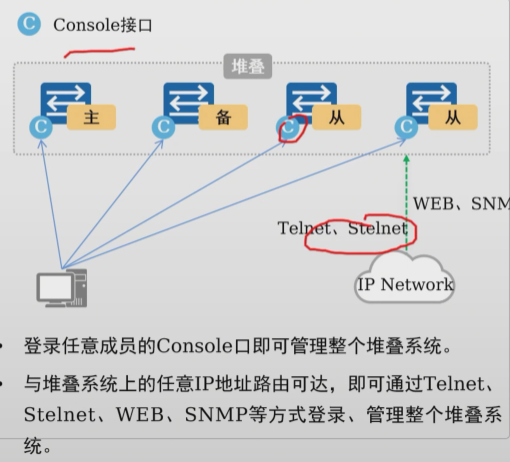 C Console接口
堆叠
主 备 从 从
C C C C
WEB、SNM
Telnet、Stelnet
IP Network
• 登录任意成员的Console口即可管理整个堆叠系统。
• 与堆叠系统上的任意IP地址路由可达，即可通过Telnet、
Stelnet、WEB、SNMP等方式登录、管理整个堆叠系
统。